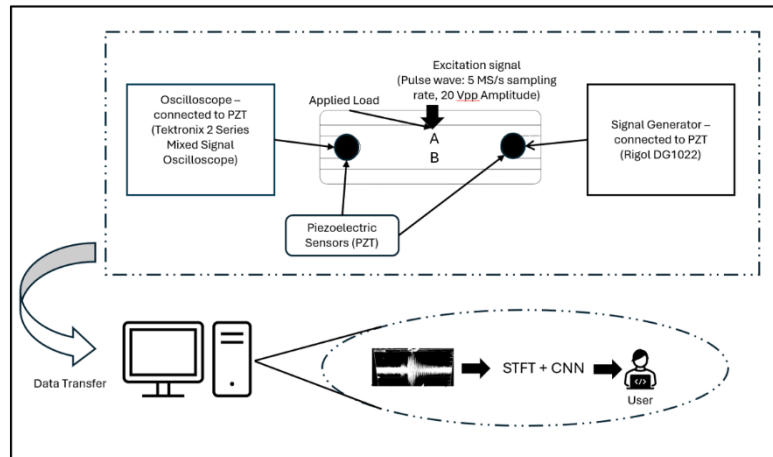 Excitation signal
(Pulse wave: 5 MS/s sampling
rate, 20 Vpp Amplitude)
Applied Load
Oscilloscope –
connected to PZT
(Tektronix 2 Series
Mixed Signal
Oscilloscope)
A
B
Signal Generator –
connected to PZT
(Rigol DG1022)
Piezoelectric
Sensors (PZT)
Data Transfer
STFT + CNN
User